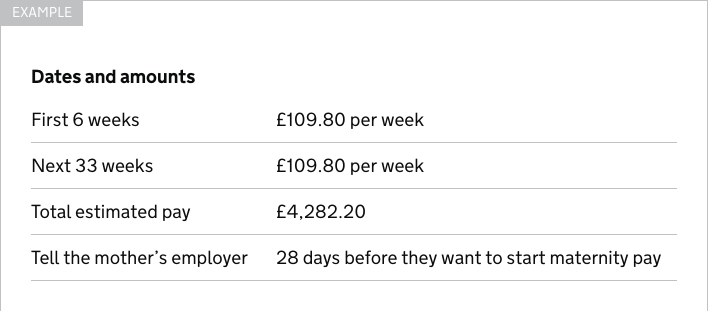 EXAMPLE
Dates and amounts
First 6 weeks £109.80 per week
Next 33 weeks £109.80 per week
Total estimated pay £4,282.20
Tell the mother’s employer 28 days before they want to start maternity pay